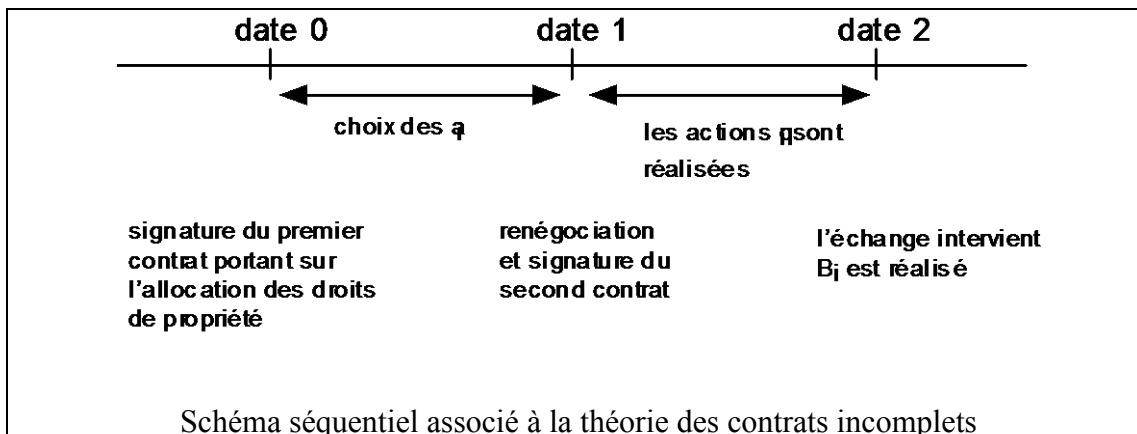 date 0 date 1 date 2
choix des aᵢ
les actions qᵢ sont
réalisées
signature du premier
contrat portant sur
l'allocation des droits
de propriété
renégociation
et signature du
second contrat
l'échange intervient
Bᵢ est réalisé
Schéma séquentiel associé à la théorie des contrats incomplets